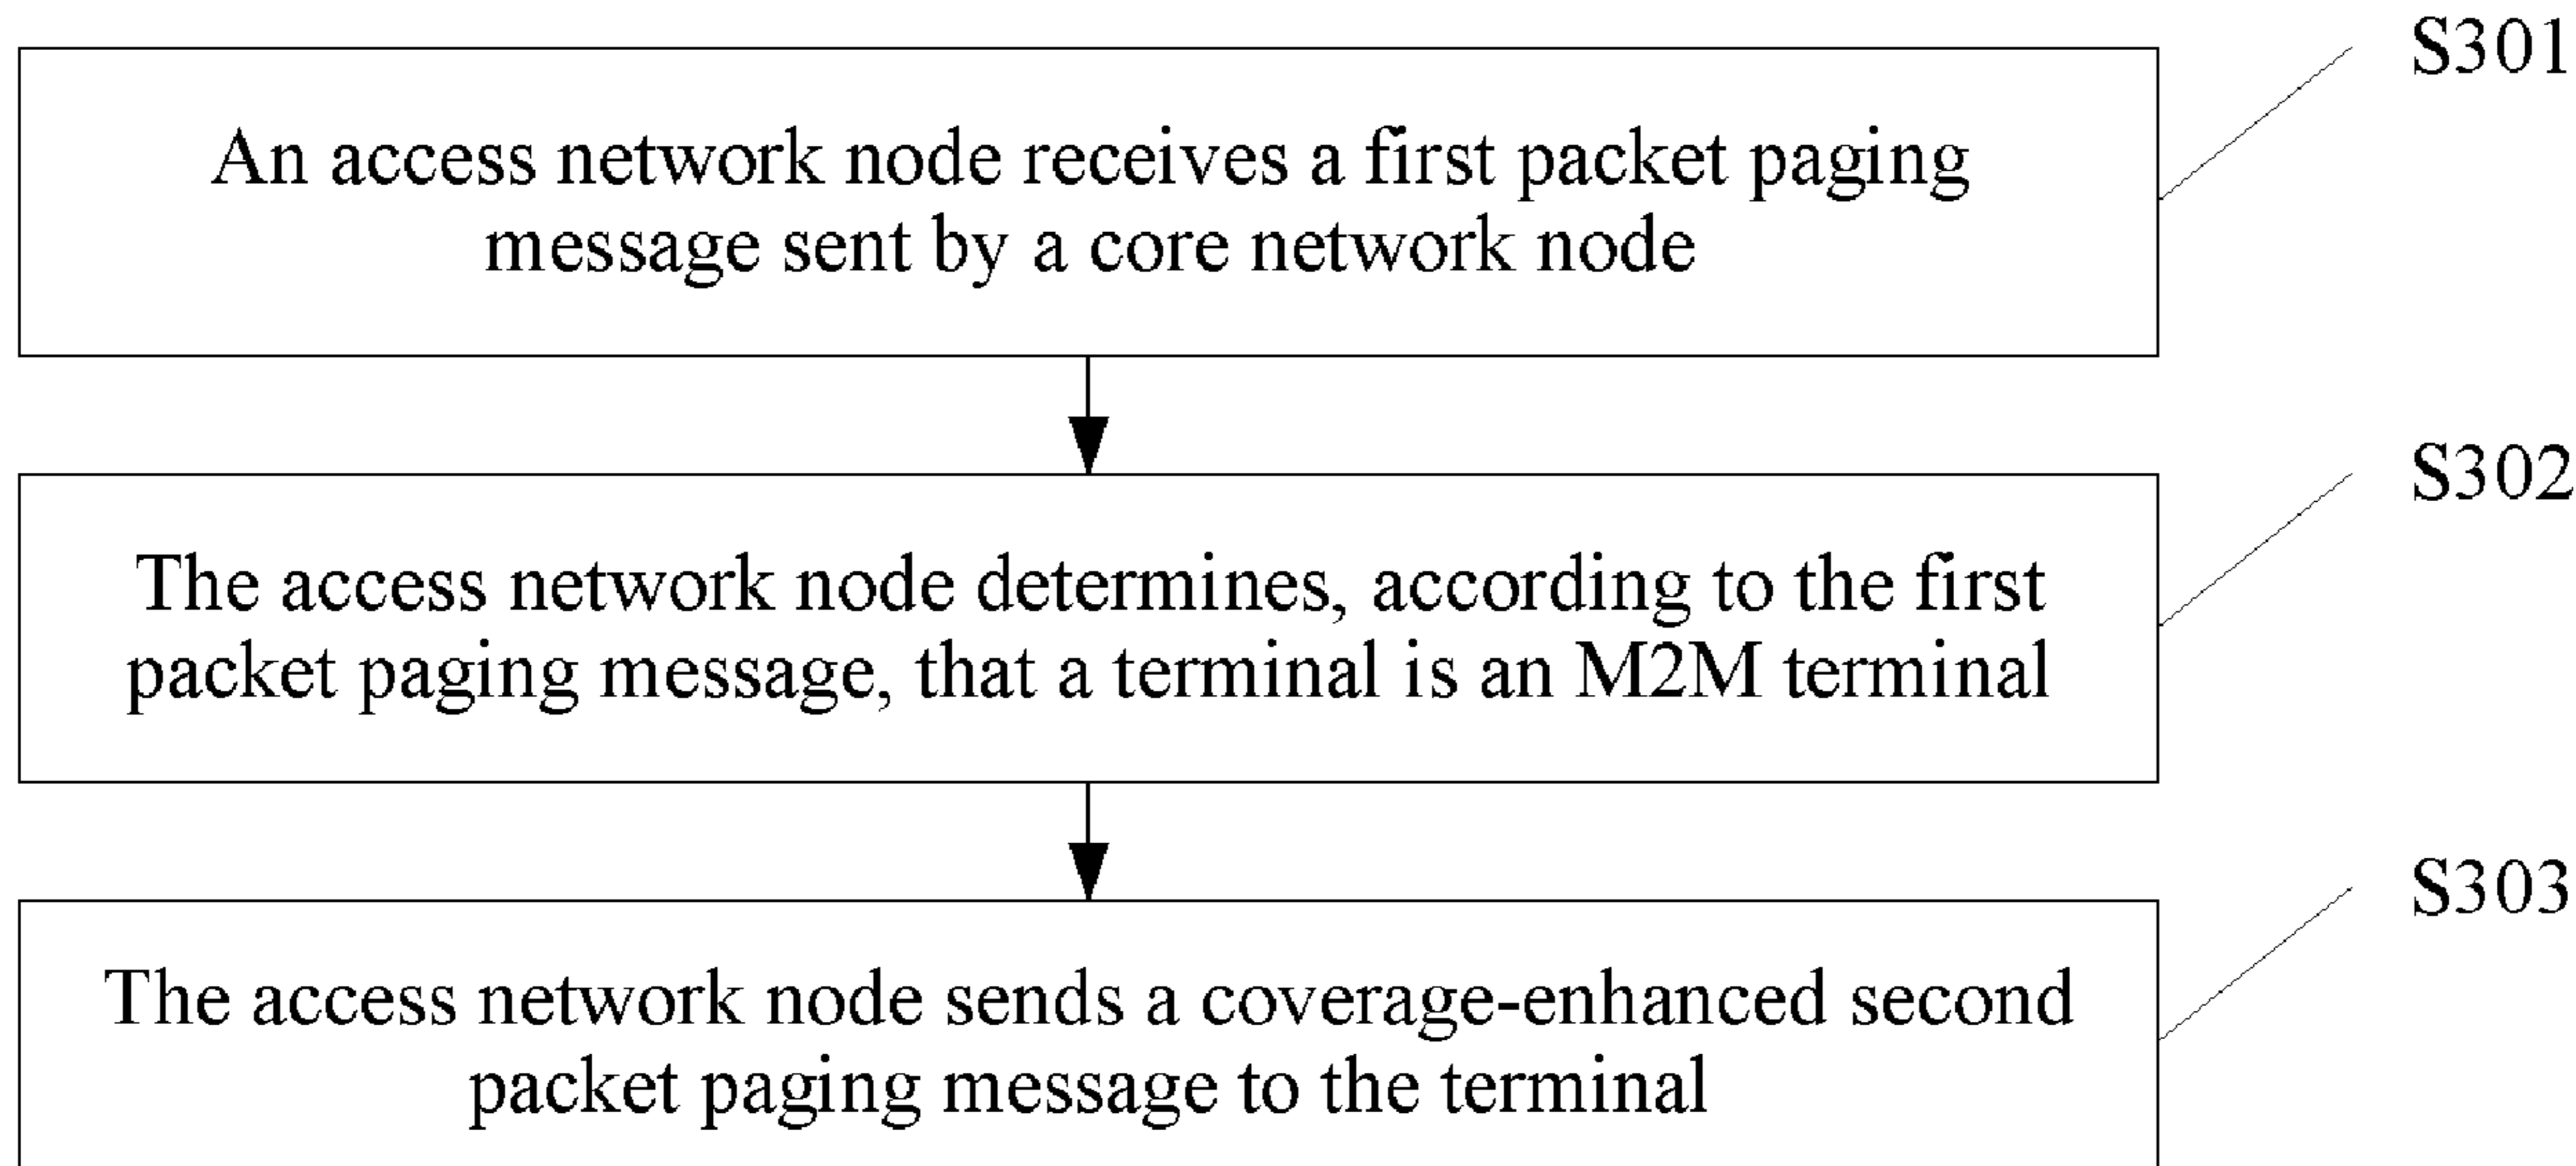 S301
An access network node receives a first packet paging
message sent by a core network node
S302
The access network node determines, according to the first
packet paging message, that a terminal is an M2M terminal
S303
The access network node sends a coverage-enhanced second
packet paging message to the terminal